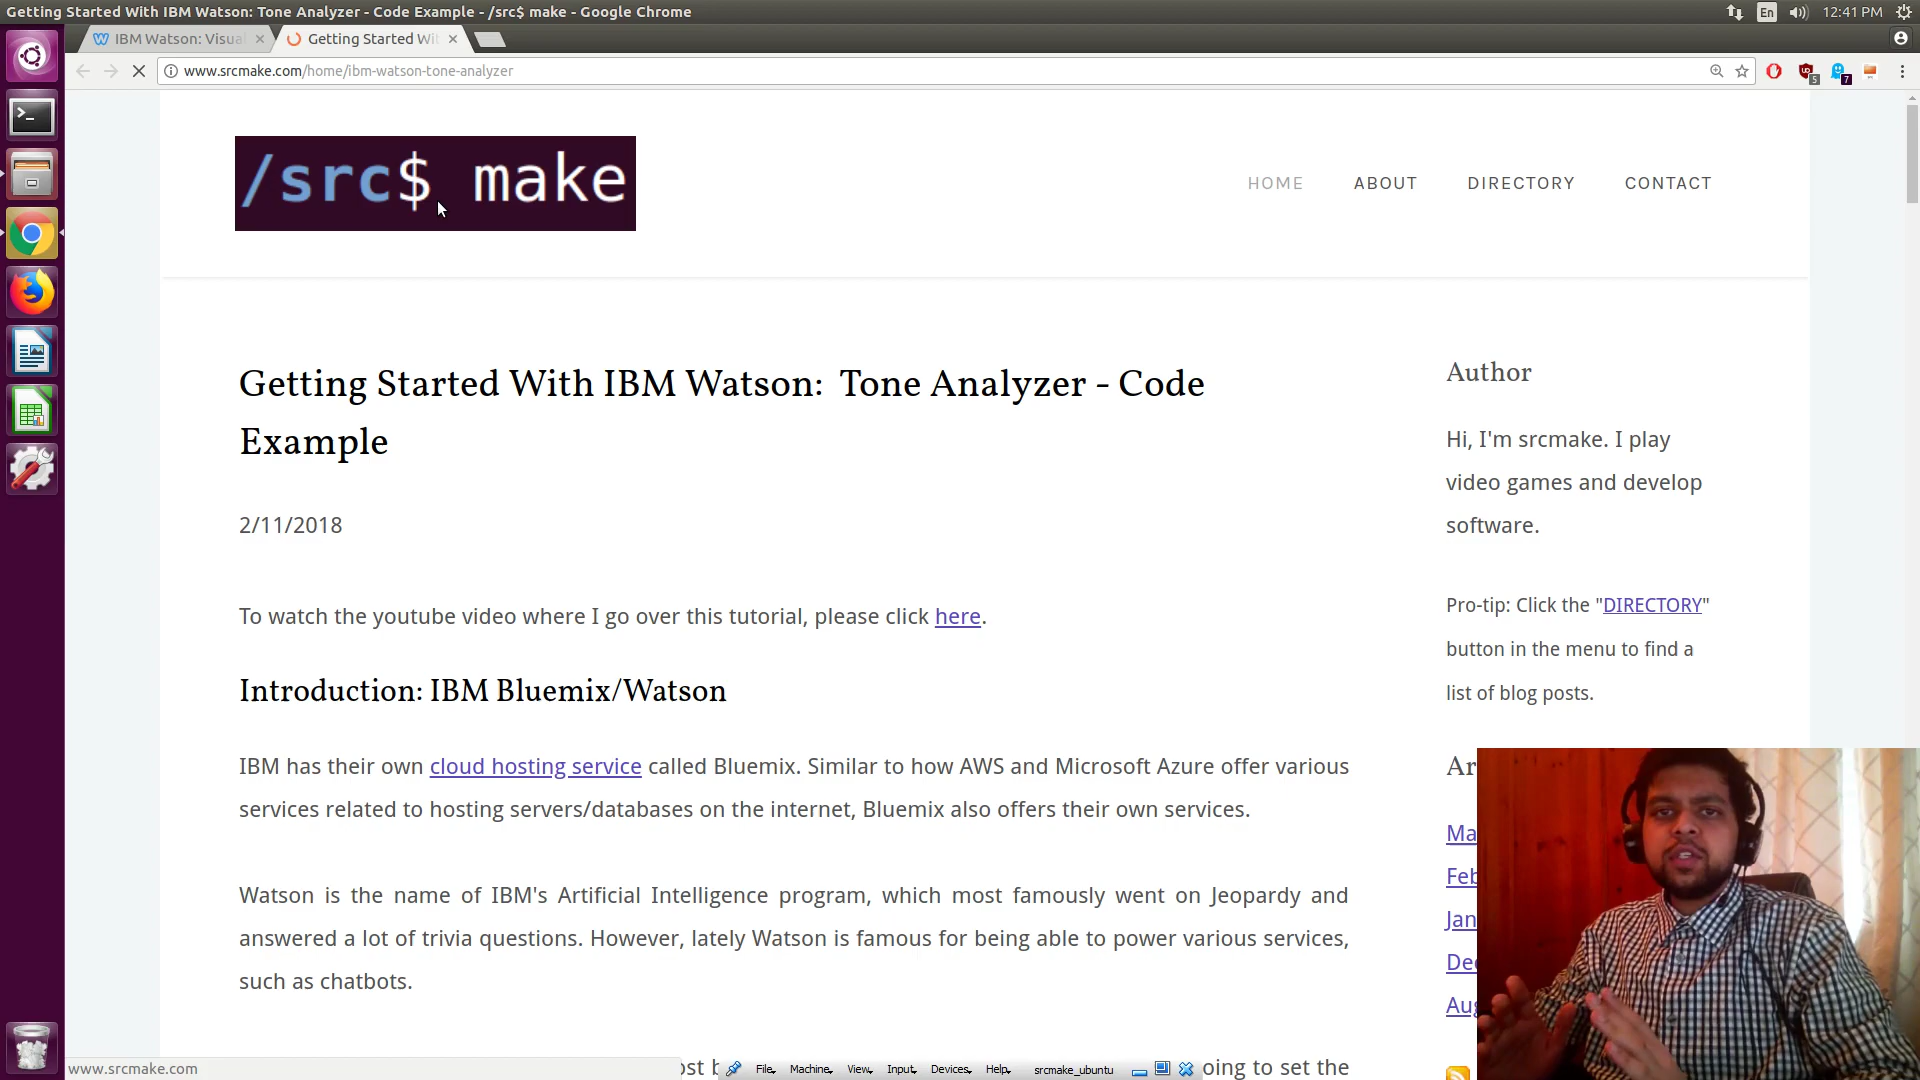 Getting Started With IBM Watson: Tone Analyzer - Code Example - /src$ make - Google Chrome
En
12:41 PM
IBM Watson: Visua
Getting Started Wi
www.srcmake.com/home/ibm-watson-tone-analyzer
5
7
/src$ make
HOME
ABOUT
DIRECTORY
CONTACT
Getting Started With IBM Watson: Tone Analyzer - Code
Example
2/11/2018
To watch the youtube video where I go over this tutorial, please click here.
Introduction: IBM Bluemix/Watson
IBM has their own cloud hosting service called Bluemix. Similar to how AWS and Microsoft Azure offer various
services related to hosting servers/databases on the internet, Bluemix also offers their own services.
Watson is the name of IBM's Artificial Intelligence program, which most famously went on Jeopardy and
answered a lot of trivia questions. However, lately Watson is famous for being able to power various services,
such as chatbots.
oing to set the
Author
Hi, I'm srcmake. I play
video games and develop
software.
Pro-tip: Click the "DIRECTORY"
button in the menu to find a
list of blog posts.
Ar
Ma
Feb
Jan
Dec
Aug
www.srcmake.com
File
Machine
View
Input
Devices
Help
srcmake_ubuntu